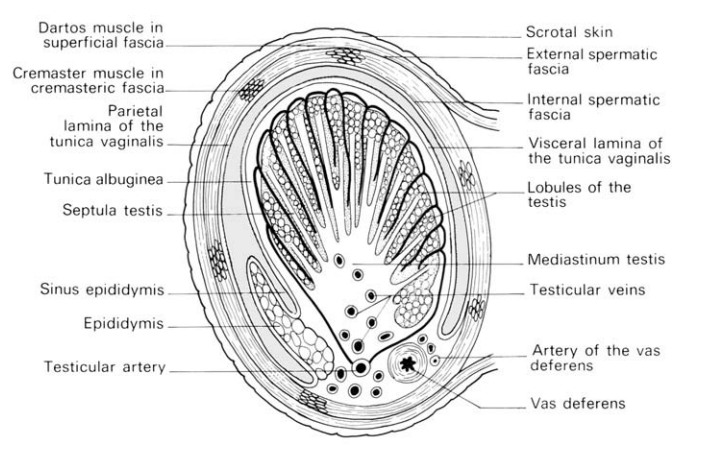 Dartos muscle in
superficial fascia
Cremaster muscle in
cremasteric fascia
Parietal
lamina of the
tunica vaginalis
Tunica albuginea
Septula testis
Sinus epididymis
Epididymis
Testicular artery
Scrotal skin
External spermatic
fascia
Internal spermatic
fascia
Visceral lamina of
the tunica vaginalis
Lobules of the
testis
Mediastinum testis
Testicular veins
Artery of the vas
deferens
Vas deferens